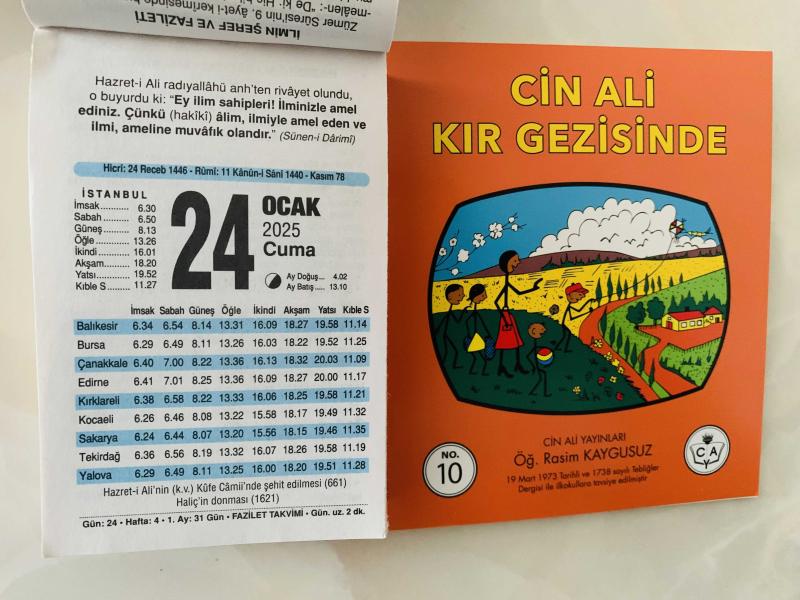 Zümer Sûresi'nin 9. âyet-i kerimesinde
meâlen-: "De ki:
İLMİN ŞEREF VE FAZİLETİ
Hazret-i Ali radıyallâhü anh'ten rivâyet olundu,
o buyurdu ki: "Ey ilim sahipleri! İlminizle amel
ediniz. Çünkü (hakîkî) âlim, ilmiyle amel eden ve
ilmi, ameline muvâfık olandır." (Sünen-i Dârimî)
Hicrî: 24 Receb 1446 - Rûmî: 11 Kânûn-i Sânî 1440 - Kasım 78
İSTANBUL
İmsak........... 6.30
Sabah.......... 6.50
Güneş.......... 8.13
Öğle............ 13.26
İkindi........... 16.01
Akşam......... 18.20
Yatsı............ 19.52
Kıble S........ 11.27
24
OCAK
2025
Cuma
Ay Doğuş... 4.02
Ay Batış..... 13.10
İmsak Sabah Güneş Öğle İkindi Akşam Yatsı Kıble S
Balıkesir 6.34 6.54 8.14 13.31 16.09 18.27 19.58 11.14
Bursa 6.29 6.49 8.11 13.26 16.03 18.22 19.52 11.25
Çanakkale 6.40 7.00 8.22 13.36 16.13 18.32 20.03 11.09
Edirne 6.41 7.01 8.25 13.36 16.09 18.27 20.00 11.17
Kırklareli 6.38 6.58 8.22 13.33 16.06 18.25 19.58 11.21
Kocaeli 6.26 6.46 8.08 13.22 15.58 18.17 19.49 11.32
Sakarya 6.24 6.44 8.07 13.20 15.56 18.15 19.46 11.35
Tekirdağ 6.36 6.56 8.19 13.32 16.07 18.26 19.58 11.19
Yalova 6.29 6.49 8.11 13.25 16.00 18.20 19.51 11.28
Hazret-i Ali'nin (k.v.) Kûfe Câmii'nde şehit edilmesi (661)
Haliç'in donması (1621)
Gün: 24 • Hafta: 4 • 1. Ay: 31 Gün • FAZİLET TAKVİMİ • Gün. uz. 2 dk.
CİN ALİ
KIR GEZİSİNDE
NO.
10
CİN ALİ YAYINLARI
Öğ. Rasim KAYGUSUZ
19 Mart 1973 Tarihli ve 1738 sayılı Tebliğler
Dergisi ile ilkokullara tavsiye edilmiştir
C A Y